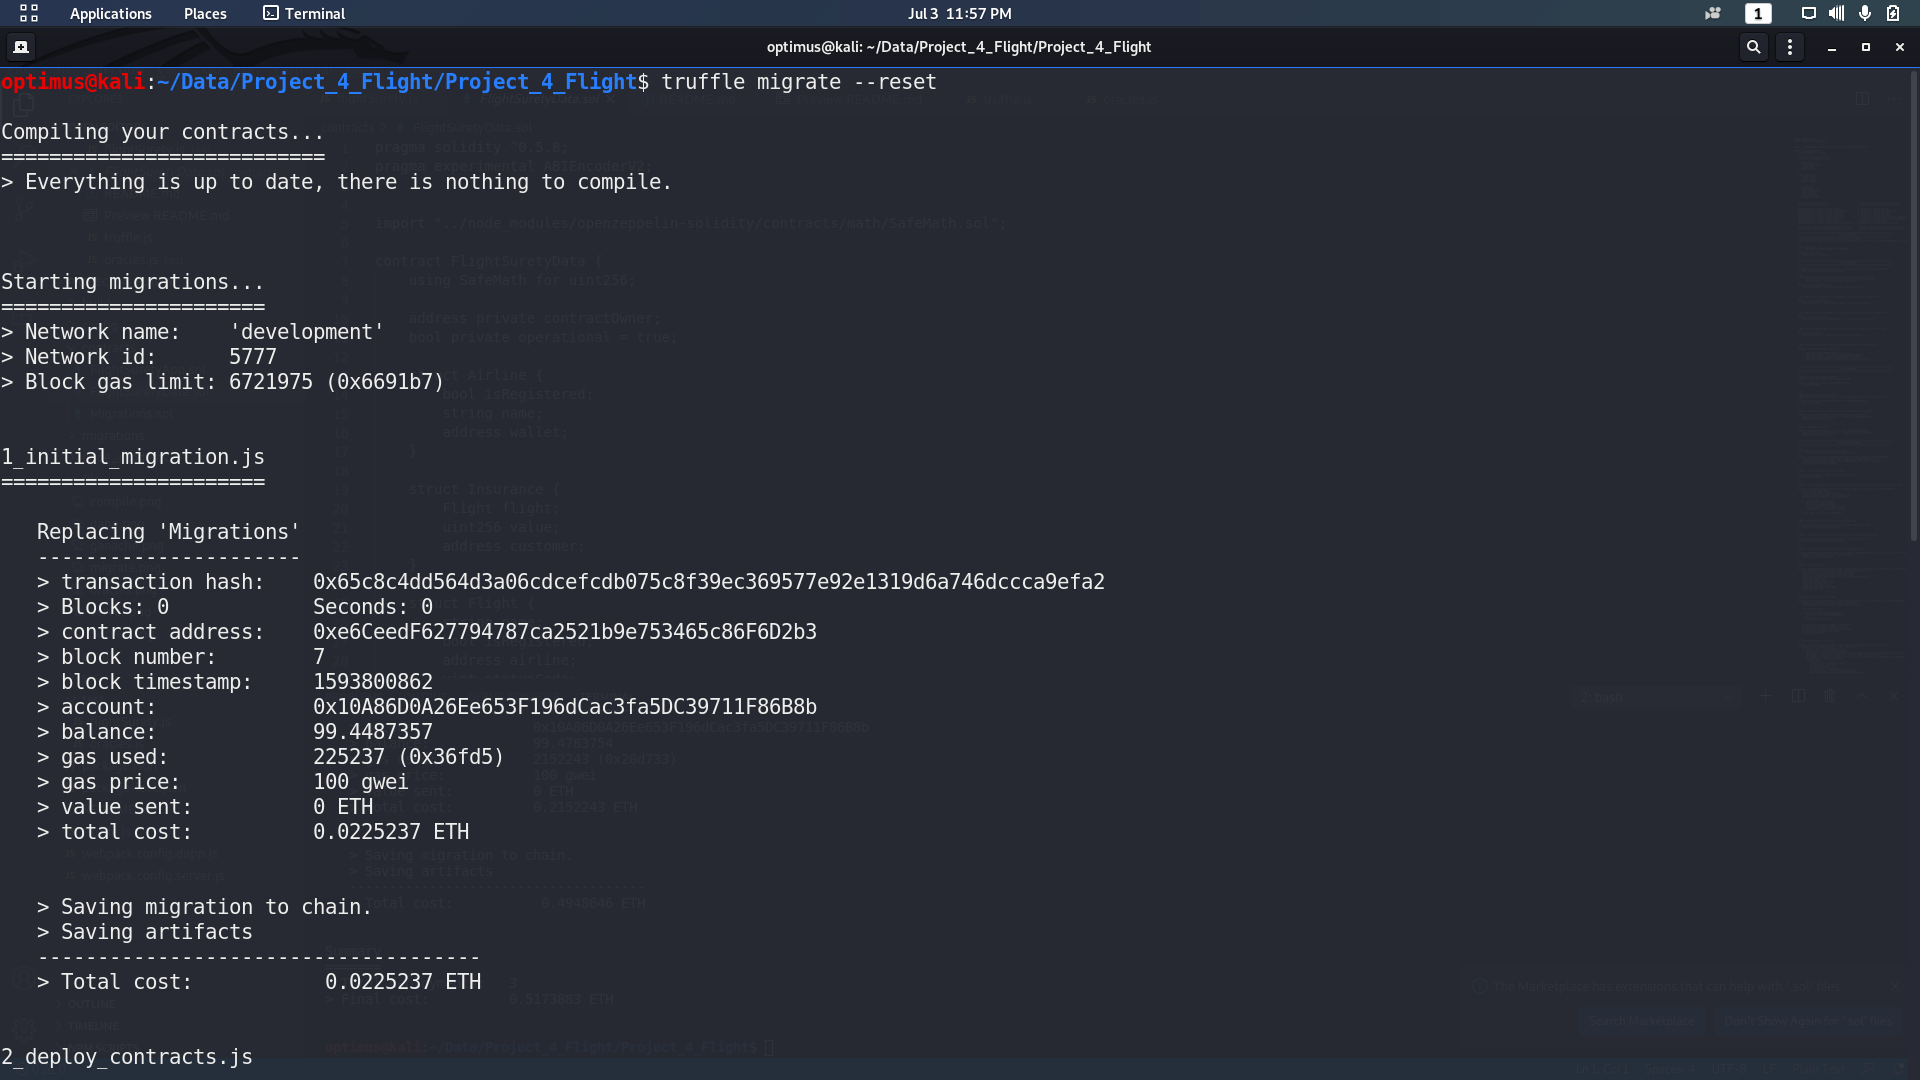 Applications Places Terminal Jul 3 11:57 PM 1
optimus@kali: ~/Data/Project_4_Flight/Project_4_Flight
optimus@kali:~/Data/Project_4_Flight/Project_4_Flight$ truffle migrate --reset
Compiling your contracts...
===========================
> Everything is up to date, there is nothing to compile.
Starting migrations...
======================
> Network name:    'development'
> Network id:      5777
> Block gas limit: 6721975 (0x6691b7)
1_initial_migration.js
======================
Replacing 'Migrations'
----------------------
> transaction hash:    0x65c8c4dd564d3a06cdcefcdb075c8f39ec369577e92e1319d6a746dccca9efa2
> Blocks: 0            Seconds: 0
> contract address:    0xe6CeedF627794787ca2521b9e753465c86F6D2b3
> block number:        7
> block timestamp:     1593800862
> account:             0x10A86D0A26Ee653F196dCac3fa5DC39711F86B8b
> balance:             99.4487357
> gas used:            225237 (0x36fd5)
> gas price:           100 gwei
> value sent:          0 ETH
> total cost:          0.0225237 ETH
> Saving migration to chain.
> Saving artifacts
-------------------------------------
> Total cost:           0.0225237 ETH
2_deploy_contracts.js